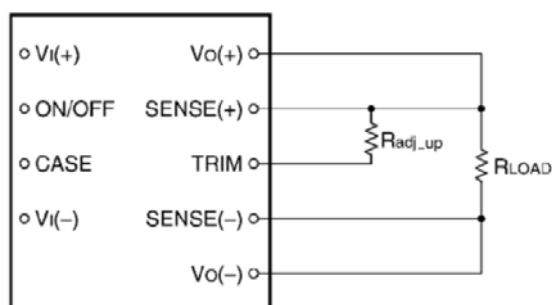 VI(+) VO(+)
ON/OFF SENSE(+)
Radj_up
CASE TRIM
RLOAD
VI(–) SENSE(–)
VO(–)